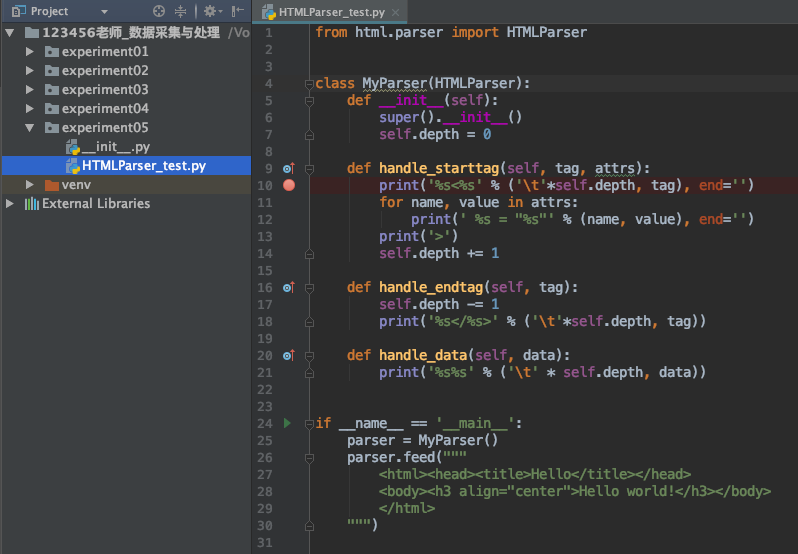 Project
123456老师_数据采集与处理 /Vo
experiment01
experiment02
experiment03
experiment04
experiment05
__init__.py
HTMLParser_test.py
venv
External Libraries
HTMLParser_test.py
1 from html.parser import HTMLParser
2
3
4 class MyParser(HTMLParser):
5 def __init__(self):
6 super().__init__()
7 self.depth = 0
8
9 def handle_starttag(self, tag, attrs):
10 print('%s<%s' % ('\t'*self.depth, tag), end='')
11 for name, value in attrs:
12 print(' %s = "%s"' % (name, value), end='')
13 print('>')
14 self.depth += 1
15
16 def handle_endtag(self, tag):
17 self.depth -= 1
18 print('%s</%s>' % ('\t'*self.depth, tag))
19
20 def handle_data(self, data):
21 print('%s%s' % ('\t' * self.depth, data))
22
23
24 if __name__ == '__main__':
25 parser = MyParser()
26 parser.feed("""
27 <html><head><title>Hello</title></head>
28 <body><h3 align="center">Hello world!</h3></body>
29 </html>
30 """)
31